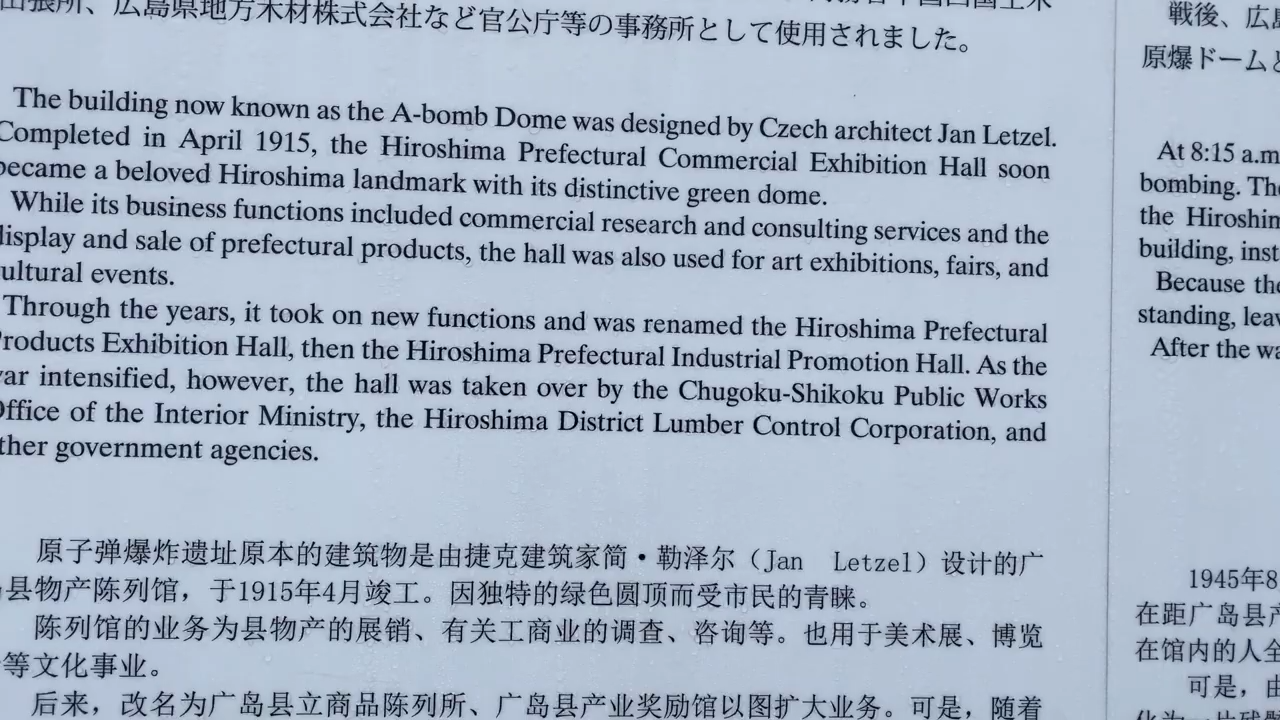 出張所、広島県地方木材株式会社など官公庁等の事務所として使用されました。
The building now known as the A-bomb Dome was designed by Czech architect Jan Letzel.
Completed in April 1915, the Hiroshima Prefectural Commercial Exhibition Hall soon
became a beloved Hiroshima landmark with its distinctive green dome.
While its business functions included commercial research and consulting services and the
display and sale of prefectural products, the hall was also used for art exhibitions, fairs, and
ultural events.
Through the years, it took on new functions and was renamed the Hiroshima Prefectural
Products Exhibition Hall, then the Hiroshima Prefectural Industrial Promotion Hall. As the
ar intensified, however, the hall was taken over by the Chugoku-Shikoku Public Works
Office of the Interior Ministry, the Hiroshima District Lumber Control Corporation, and
ther government agencies.
原子弹爆炸遗址原本的建筑物是由捷克建筑家简·勒泽尔（Jan Letzel）设计的广
县物产陈列馆，于1915年4月竣工。因独特的绿色圆顶而受市民的青睐。
陈列馆的业务为县物产的展销、有关工商业的调查、咨询等。也用于美术展、博览
等文化事业。
后来，改名为广岛县立商品陈列所、广岛县产业奖励馆以图扩大业务。可是，随着
戦後、広島
原爆ドームと
At 8:15 a.m
bombing. The
the Hiroshim
building, inst
Because the
standing, leav
After the wa
1945年8
在距广岛县产
在馆内的人全
可是，由